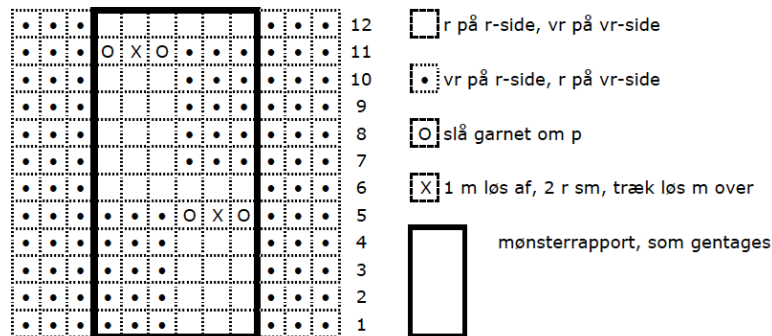 12
O X O 11
10
9
8
7
6
O X O 5
4
3
2
1
r på r-side, vr på vr-side
vr på r-side, r på vr-side
O slå garnet om p
X 1 m løs af, 2 r sm, træk løs m over
mønsterrapport, som gentages